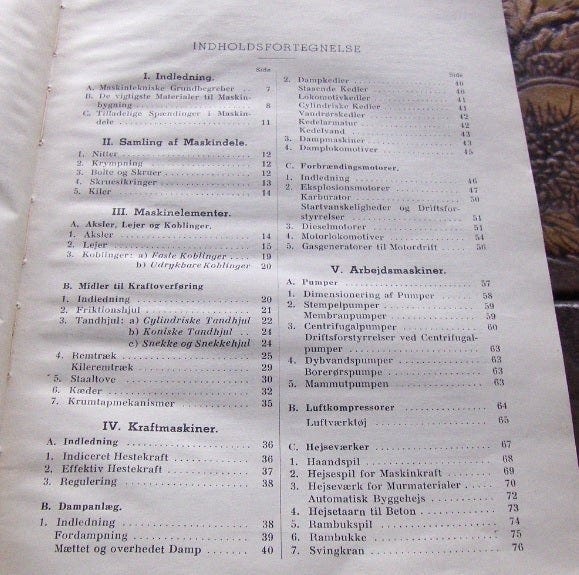 INDHOLDSFORTEGNELSE
Side
I. Indledning.
A. Maskintekniske Grundbegreber . . . . 7
B. De vigtigste Materialer til Maskin-
bygning . . . . 8
C. Tilladelige Spændinger i Maskin-
dele . . . . 11
II. Samling af Maskindele.
1. Nitter . . . . 12
2. Krympning . . . . 12
3. Bolte og Skruer . . . . 12
4. Skruesikringer . . . . 13
5. Kiler . . . . 14
III. Maskinelementer.
A. Aksler, Lejer og Koblinger.
1. Aksler . . . . 14
2. Lejer . . . . 15
3. Koblinger: a) Faste Koblinger . . . . 19
b) Udrykbare Koblinger 20
B. Midler til Kraftoverføring
1. Indledning . . . . 20
2. Friktionshjul . . . . 21
3. Tandhjul: a) Cylindriske Tandhjul . . 22
b) Koniske Tandhjul . . . . 24
c) Snekke og Snekkehjul 24
4. Remtræk . . . . 25
Kileremtræk . . . . 29
5. Staaltove . . . . 30
6. Kæder . . . . 32
7. Krumtapmekanismer . . . . 35
IV. Kraftmaskiner.
A. Indledning . . . . 36
1. Indiceret Hestekraft . . . . 36
2. Effektiv Hestekraft . . . . 37
3. Regulering . . . . 38
B. Dampanlæg.
1. Indledning . . . . 38
Fordampning . . . . 39
Mættet og overhedet Damp . . . . 40
Side
2. Dampkedler . . . . 40
Staaende Kedler . . . . 40
Lokomotivkedler . . . . 41
Cylindriske Kedler . . . . 41
Vandrørskedler . . . . 42
Kedelarmatur . . . . 42
Kedelvand . . . . 43
3. Dampmaskiner . . . . 43
4. Damplokomotiver . . . . 45
C. Forbrændingsmotorer.
1. Indledning . . . . 46
2. Eksplosionsmotorer . . . . 47
Karburator . . . . 50
Startvanskeligheder og Driftsfor-
styrrelser . . . . 51
3. Dieselmotorer . . . . 51
4. Motorlokomotiver . . . . 54
5. Gasgeneratorer til Motordrift . . . . 56
V. Arbejdsmaskiner.
A. Pumper . . . . 57
1. Dimensionering af Pumper . . . . 58
2. Stempelpumper . . . . 59
Membranpumper . . . . 59
3. Centrifugalpumper . . . . 60
Driftsforstyrrelser ved Centrifugal-
pumper . . . . 63
4. Dybvandspumper . . . . 63
Borerørspumpe . . . . 63
5. Mammutpumpen . . . . 63
B. Luftkompressorer . . . . 64
Luftværktøj . . . . 65
C. Hejseværker . . . . 67
1. Haandspil . . . . 68
2. Hejsespil for Maskinkraft . . . . 69
3. Hejseværk for Murmaterialer . . . . 70
Automatisk Byggehejs . . . . 72
4. Hejsetaarn til Beton . . . . 73
5. Rambukspil . . . . 74
6. Rambukke . . . . 75
7. Svingkran . . . . 76